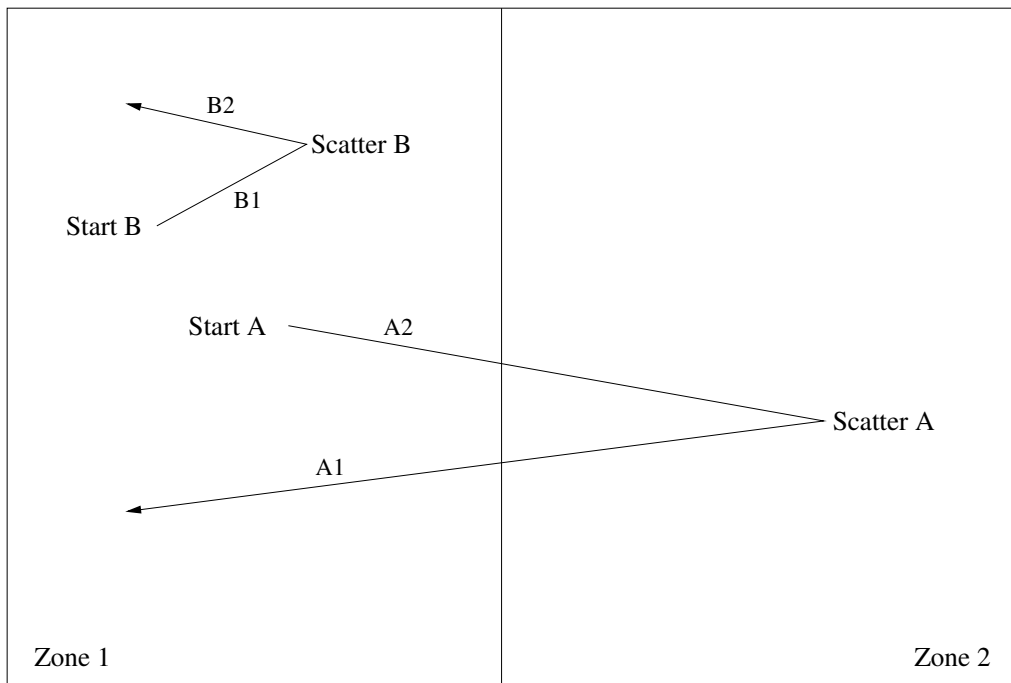 B2
Scatter B
B1
Start B
Start A
A2
Scatter A
A1
Zone 1
Zone 2